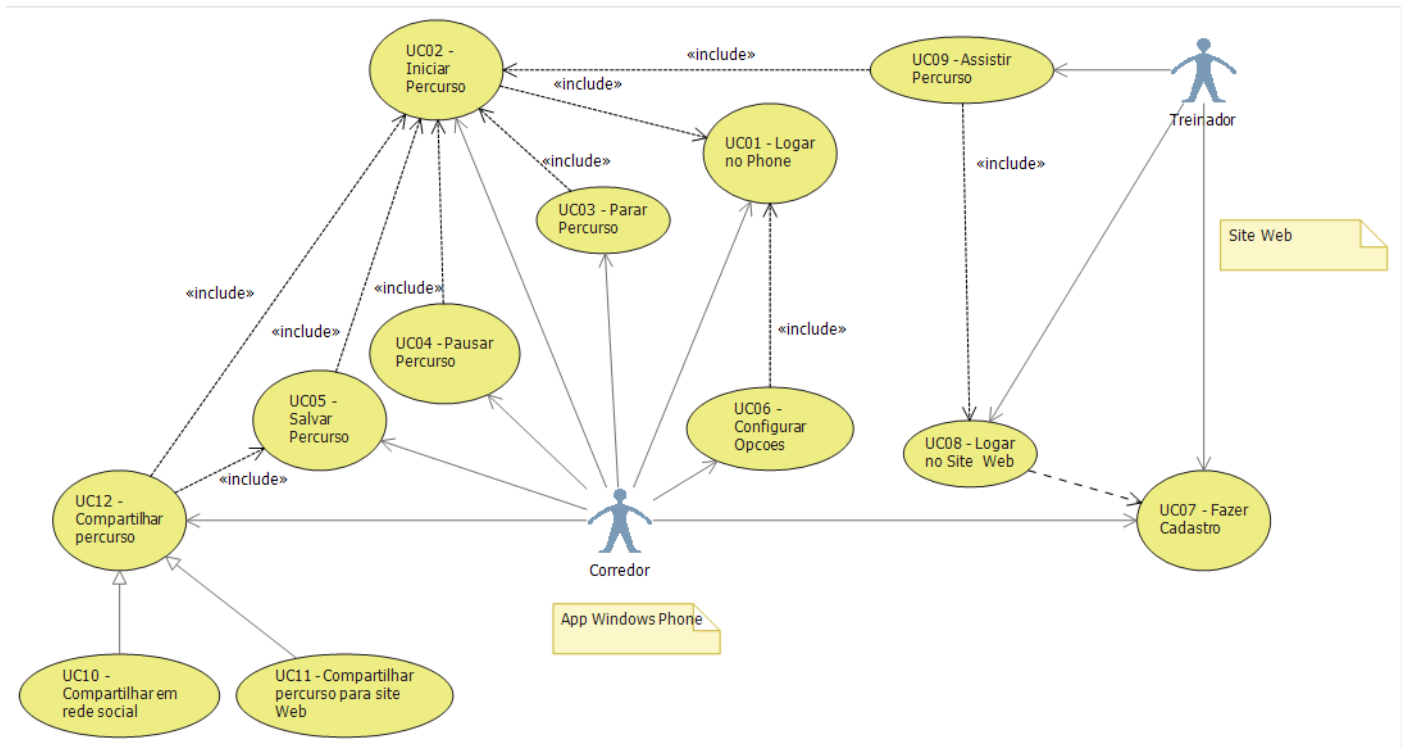 UC02 -
Iniciar
Percurso
«include»
UC09 - Assistir
Percurso
Treinador
«include»
UC01 - Logar
no Phone
«include»
«include»
UC03 - Parar
Percurso
Site Web
«include»
«include»
«include»
«include»
UC04 - Pausar
Percurso
UC05 -
Salvar
Percurso
UC06 -
Configurar
Opcoes
UC08 - Logar
no Site Web
«include»
UC12 -
Compartilhar
percurso
UC07 - Fazer
Cadastro
Corredor
App Windows Phone
UC10 -
Compartilhar em
rede social
UC11 - Compartilhar
percurso para site
Web